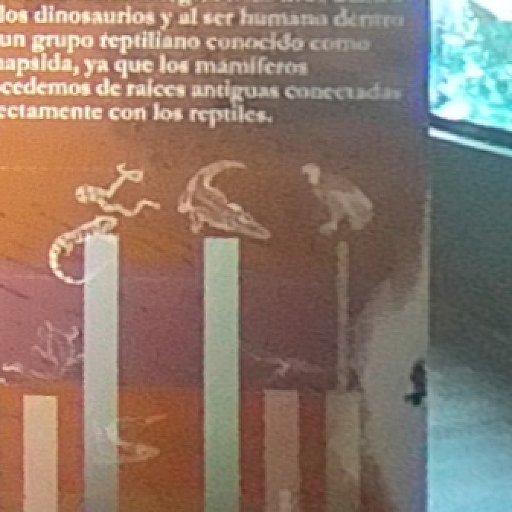 los dinosaurios y al ser humano dentro
un grupo reptiliano conocido como
napsida, ya que los mamíferos
cedemos de raíces antiguas conectadas
ectamente con los reptiles.